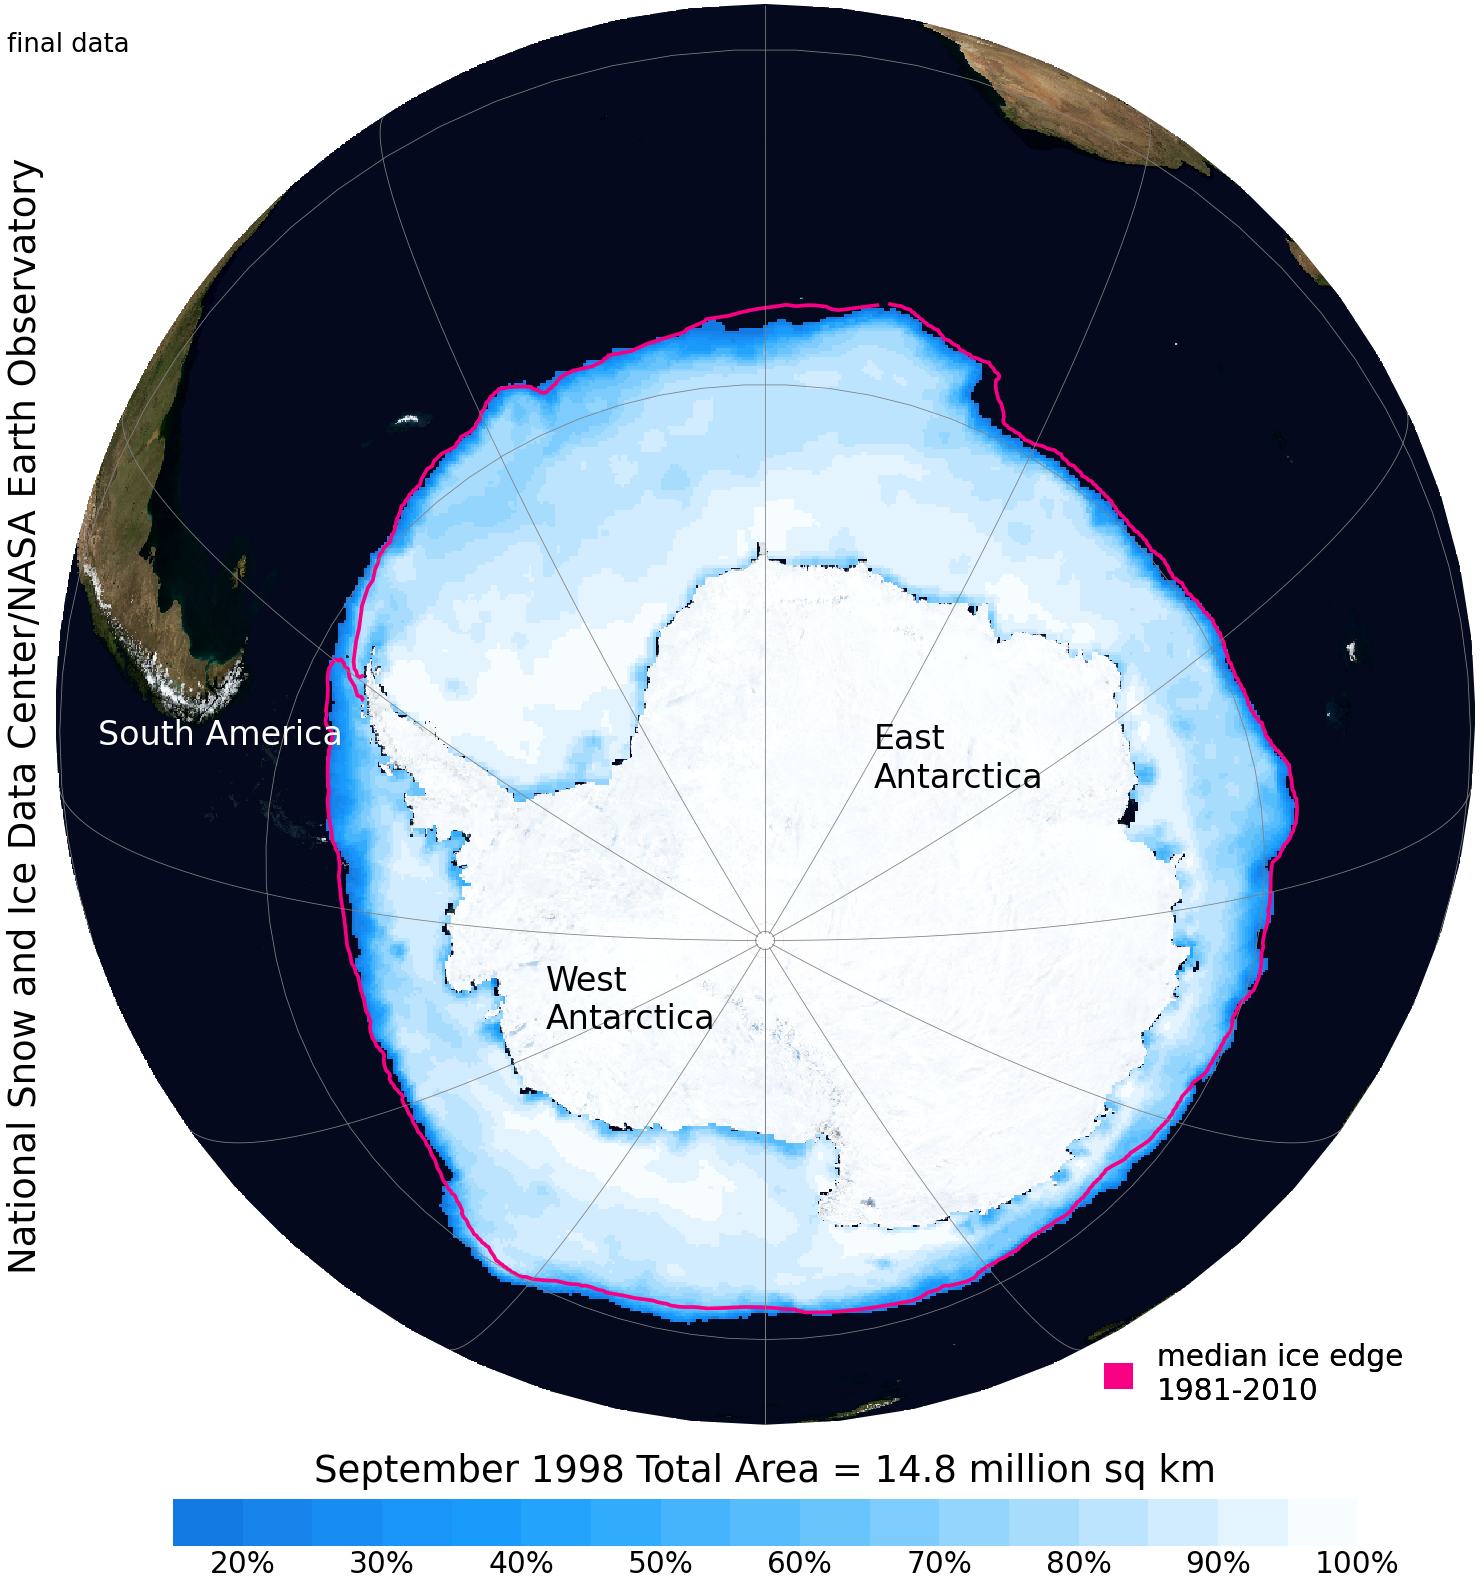 final data
National Snow and Ice Data Center/NASA Earth Observatory
South America
East
Antarctica
West
Antarctica
median ice edge
1981-2010
September 1998 Total Area = 14.8 million sq km
20% 30% 40% 50% 60% 70% 80% 90% 100%